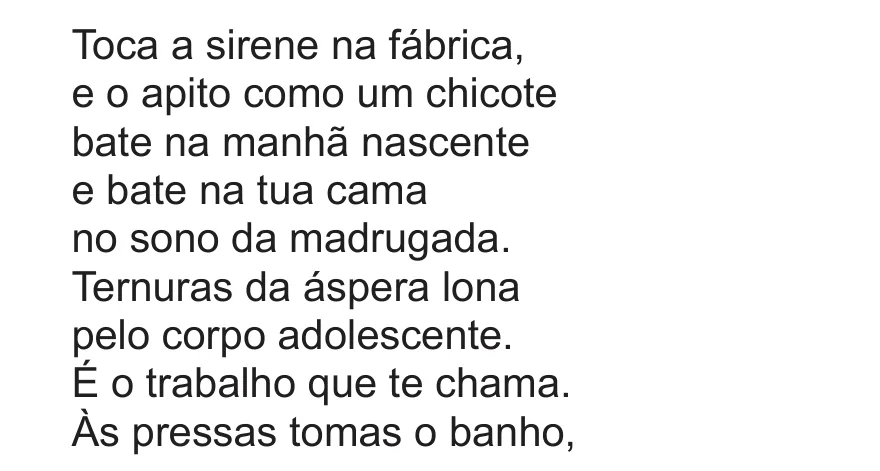 Toca a sirene na fábrica,
e o apito como um chicote
bate na manhã nascente
e bate na tua cama
no sono da madrugada.
Ternuras da áspera lona
pelo corpo adolescente.
É o trabalho que te chama.
Às pressas tomas o banho,